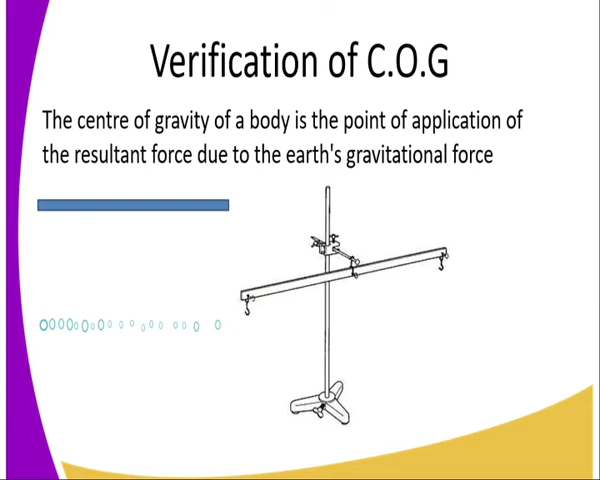 Verification of C.O.G
The centre of gravity of a body is the point of application of
the resultant force due to the earth's gravitational force